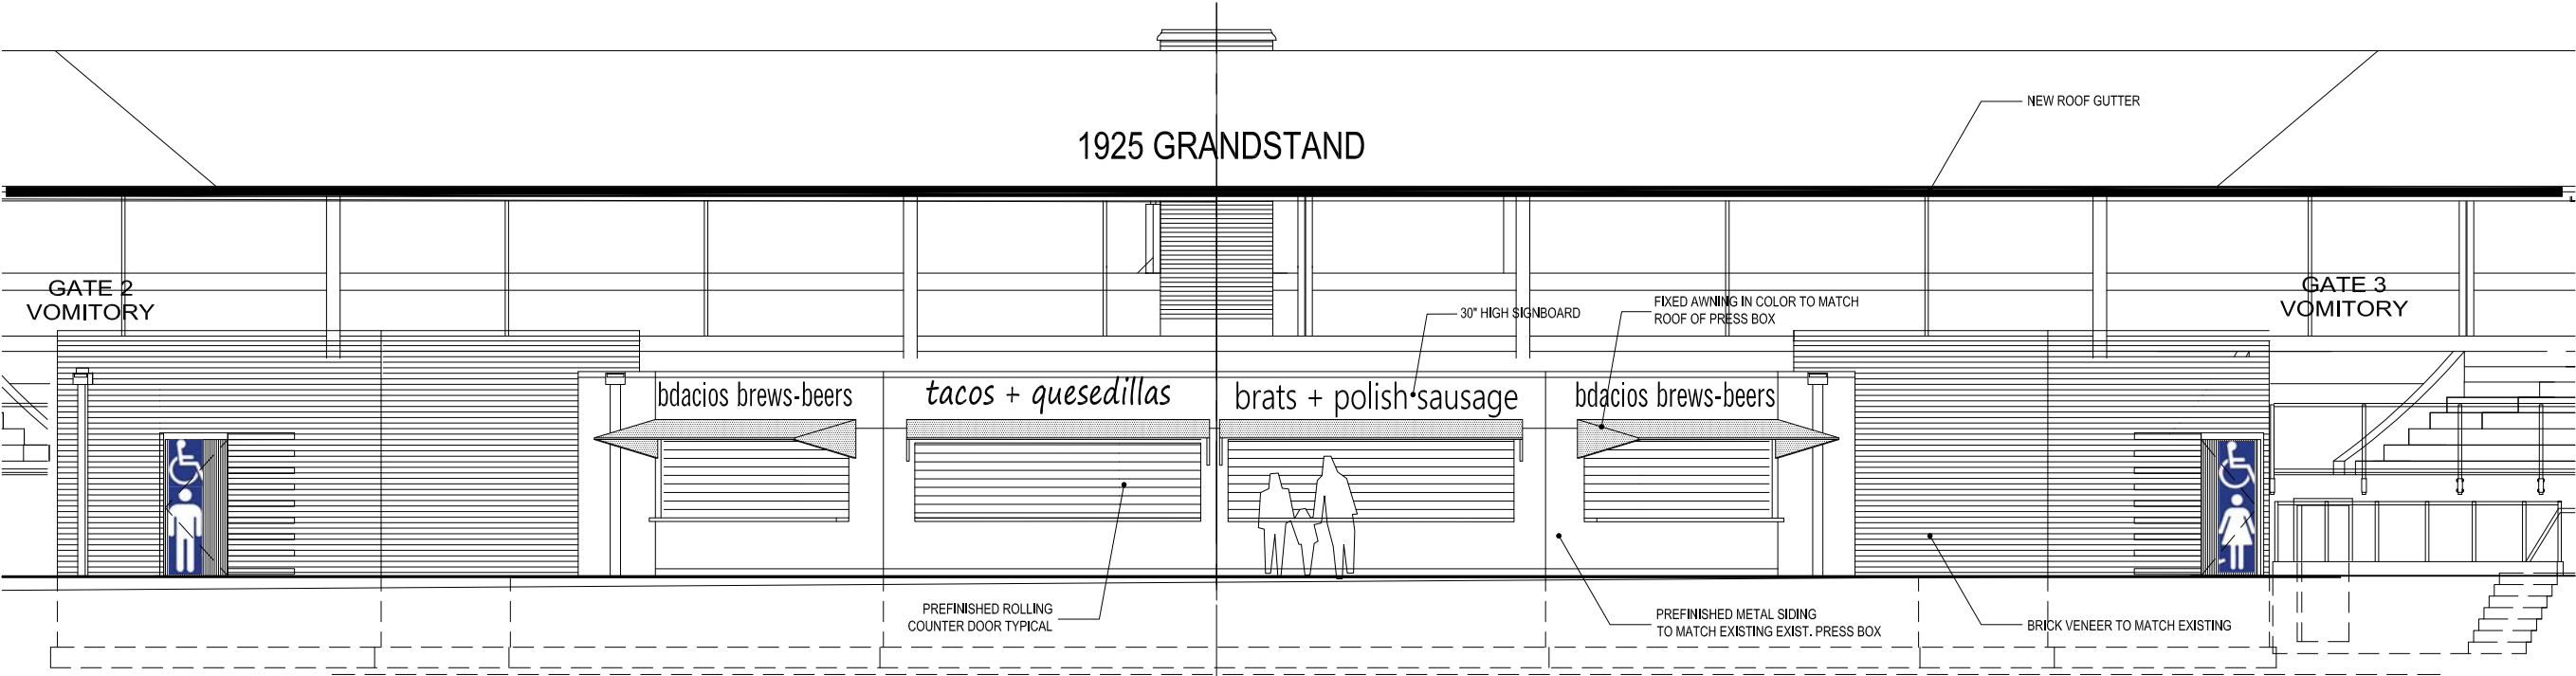 NEW ROOF GUTTER
1925 GRANDSTAND
GATE 2
VOMITORY
GATE 3
VOMITORY
30" HIGH SIGNBOARD
FIXED AWNING IN COLOR TO MATCH
ROOF OF PRESS BOX
bdacios brews-beers
tacos + quesedillas
brats + polish sausage
bdacios brews-beers
PREFINISHED ROLLING
COUNTER DOOR TYPICAL
PREFINISHED METAL SIDING
TO MATCH EXISTING EXIST. PRESS BOX
BRICK VENEER TO MATCH EXISTING